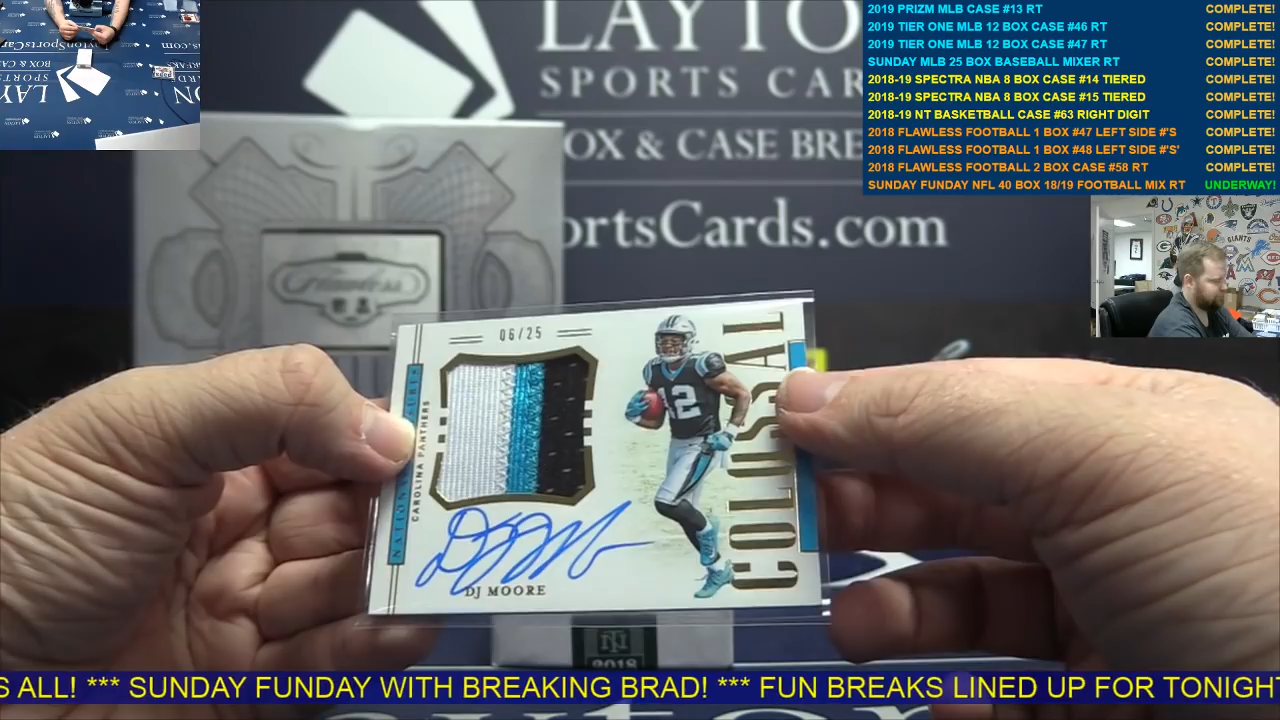 2019 PRIZM MLB CASE #13 RT COMPLETE!
2019 TIER ONE MLB 12 BOX CASE #46 RT COMPLETE!
2019 TIER ONE MLB 12 BOX CASE #47 RT COMPLETE!
SUNDAY MLB 25 BOX BASEBALL MIXER RT COMPLETE!
2018-19 SPECTRA NBA 8 BOX CASE #14 TIERED COMPLETE!
2018-19 SPECTRA NBA 8 BOX CASE #15 TIERED COMPLETE!
2018-19 NT BASKETBALL CASE #63 RIGHT DIGIT COMPLETE!
2018 FLAWLESS FOOTBALL 1 BOX #47 LEFT SIDE #'S COMPLETE!
2018 FLAWLESS FOOTBALL 1 BOX #48 LEFT SIDE #'S' COMPLETE!
2018 FLAWLESS FOOTBALL 2 BOX CASE #58 RT COMPLETE!
SUNDAY FUNDAY NFL 40 BOX 18/19 FOOTBALL MIX RT UNDERWAY!
LAYTO
SPORTS CAR
OX & CASE BRE
ortsCards.com
Flawless
GIANTS
06/25
CAROLINA PANTHERS
12
COLOSSAL
DJ MOORE
2018
S ALL! *** SUNDAY FUNDAY WITH BREAKING BRAD! *** FUN BREAKS LINED UP FOR TONIGHT